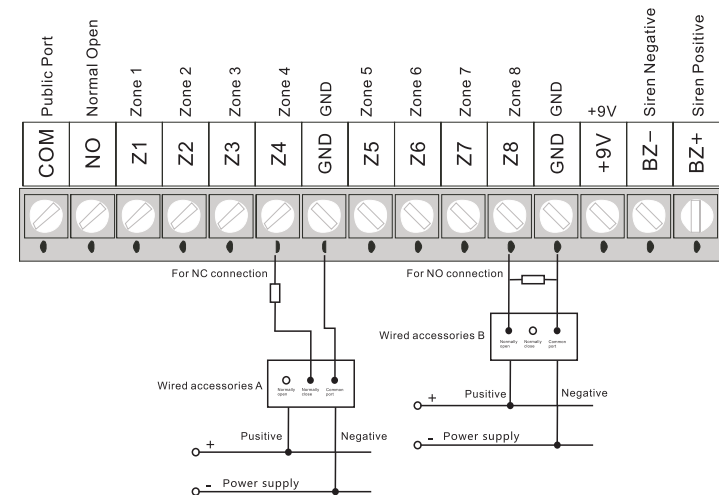 Public Port
Normal Open
Zone 1
Zone 2
Zone 3
Zone 4
GND
Zone 5
Zone 6
Zone 7
Zone 8
GND
+9V
Siren Negative
Siren Positive
COM
NO
Z1
Z2
Z3
Z4
GND
Z5
Z6
Z7
Z8
GND
+9V
BZ−
BZ+
For NC connection
For NO connection
Wired accessories B
Normally open
Normally close
Common port
Wired accessories A
Normally open
Normally close
Common port
+
Pusitive
Negative
- Power supply
+
Pusitive
Negative
- Power supply